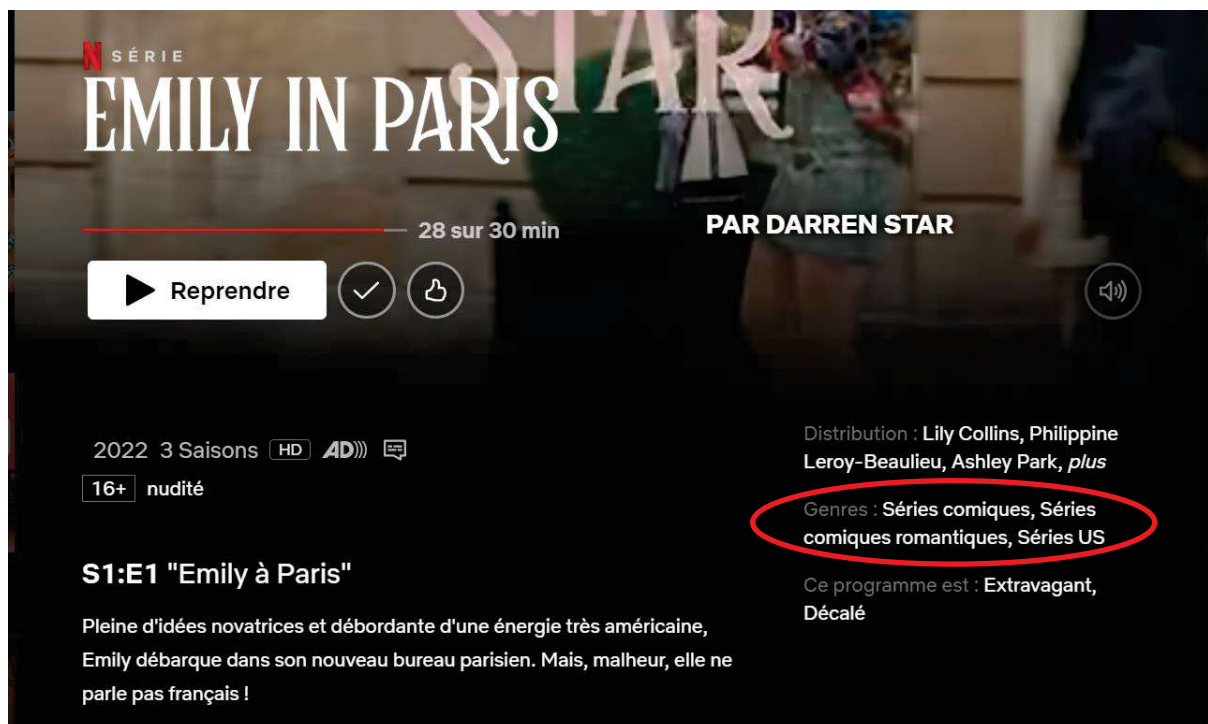 STAR
N SÉRIE
EMILY IN PARIS
28 sur 30 min
PAR DARREN STAR
Reprendre
2022 3 Saisons HD AD)))
16+ nudité
S1:E1 "Emily à Paris"
Pleine d'idées novatrices et débordante d'une énergie très américaine,
Emily débarque dans son nouveau bureau parisien. Mais, malheur, elle ne
parle pas français !
Distribution : Lily Collins, Philippine
Leroy-Beaulieu, Ashley Park, plus
Genres : Séries comiques, Séries
comiques romantiques, Séries US
Ce programme est : Extravagant,
Décalé